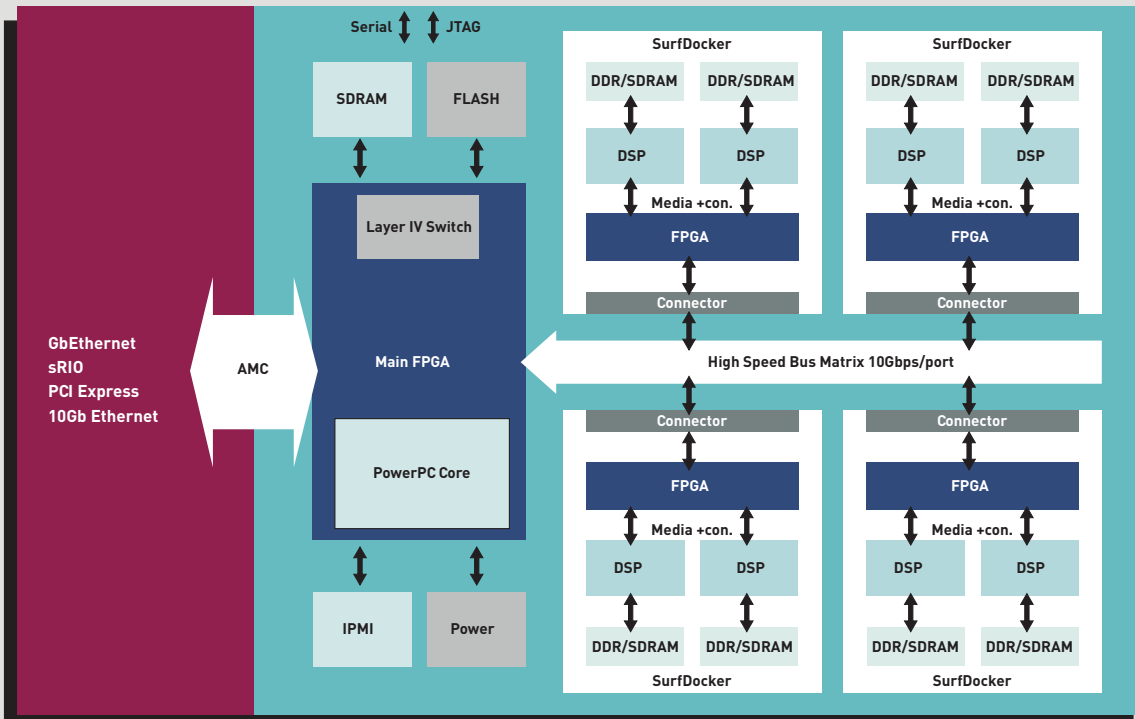 Serial
JTAG
SDRAM
FLASH
Layer IV Switch
Main FPGA
PowerPC Core
IPMI
Power
GbEthernet
sRIO
PCI Express
10Gb Ethernet
AMC
SurfDocker
DDR/SDRAM
DDR/SDRAM
DSP
DSP
Media +con.
FPGA
Connector
SurfDocker
DDR/SDRAM
DDR/SDRAM
DSP
DSP
Media +con.
FPGA
Connector
High Speed Bus Matrix 10Gbps/port
Connector
FPGA
Media +con.
DSP
DSP
DDR/SDRAM
DDR/SDRAM
SurfDocker
Connector
FPGA
Media +con.
DSP
DSP
DDR/SDRAM
DDR/SDRAM
SurfDocker